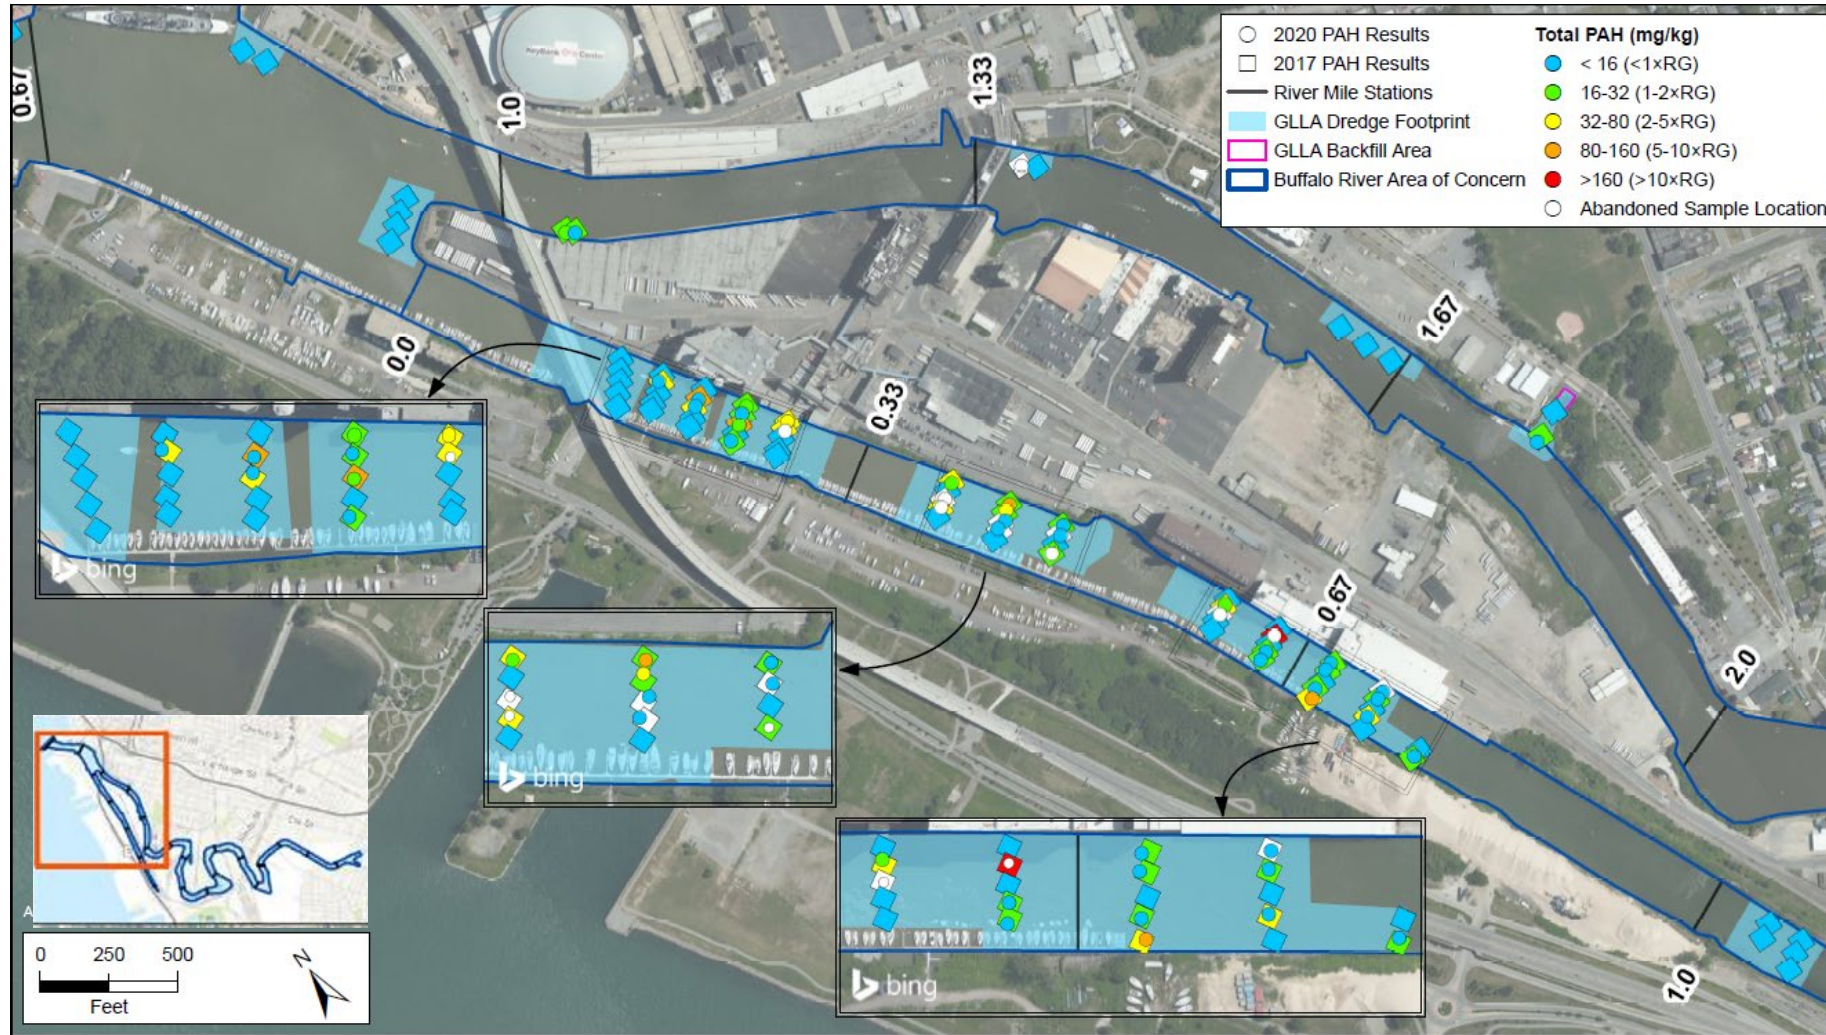 KeyBank Center
0.67
1.0
1.33
1.67
2.0
0.0
0.33
0.67
1.0
2020 PAH Results
2017 PAH Results
River Mile Stations
GLLA Dredge Footprint
GLLA Backfill Area
Buffalo River Area of Concern
Total PAH (mg/kg)
< 16 (<1×RG)
16-32 (1-2×RG)
32-80 (2-5×RG)
80-160 (5-10×RG)
>160 (>10×RG)
Abandoned Sample Location
bing
bing
bing
A
0 250 500
Feet
N